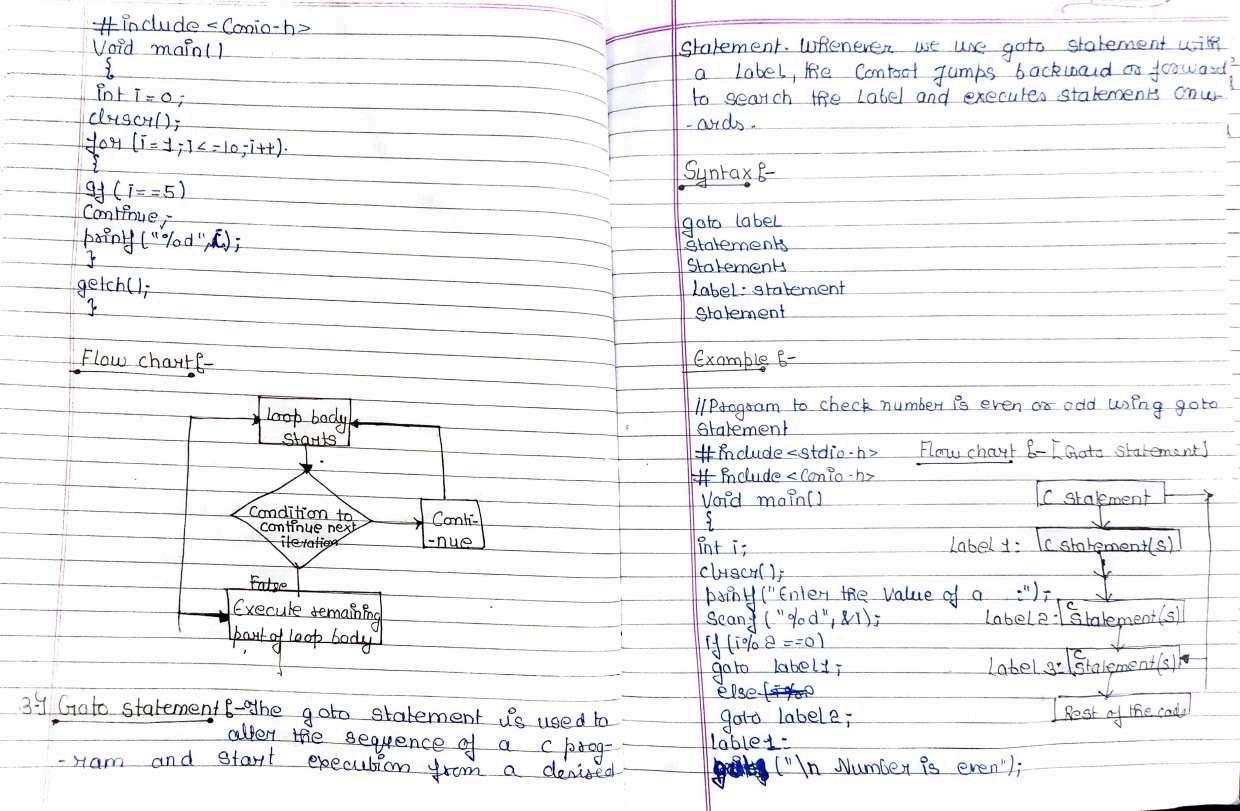 #include <Conio-h>
Void main()
{
int i=0;
clrscr();
for (i=1; i<=10; i++).
{
If (i==5)
Continue;
printf("%d",i);
}
getch();
}
Flow chart :-
Loop body
starts
Condition to
continue next
iteration
Conti-
-nue
False
Execute remaining
part of loop body
3-) Goto statement :- The goto statement is used to
alter the sequence of a C prog-
-ram and start execution from a desired
Statement. Whenever we use goto statement with
a Label, the Control Jumps backward or forward
to search the Label and executes statements onw-
-ards.
Syntax :-
goto label
statements
Statements
Label: statement
Statement
Example :-
//Program to check number is even or odd using goto
Statement
#include<stdio-h>
# include <Conio-h>
Void main()
{
int i;
clrscr();
printf("Enter the Value of a :");
Scanf ("%d", &I);
If (i%2==0)
goto label1;
else
goto label2;
lable1:
("\n Number is even");
Flow chart :- [Goto Statement]
C statement
Label 1: C statement(s)
Label 2: C
Statement(s)
Label 3: C
Statement(s)
Rest of the code